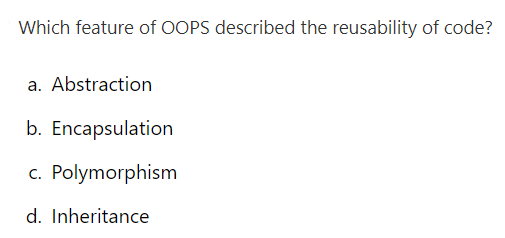 Which feature of OOPS described the reusability of code?
a. Abstraction
b. Encapsulation
c. Polymorphism
d. Inheritance